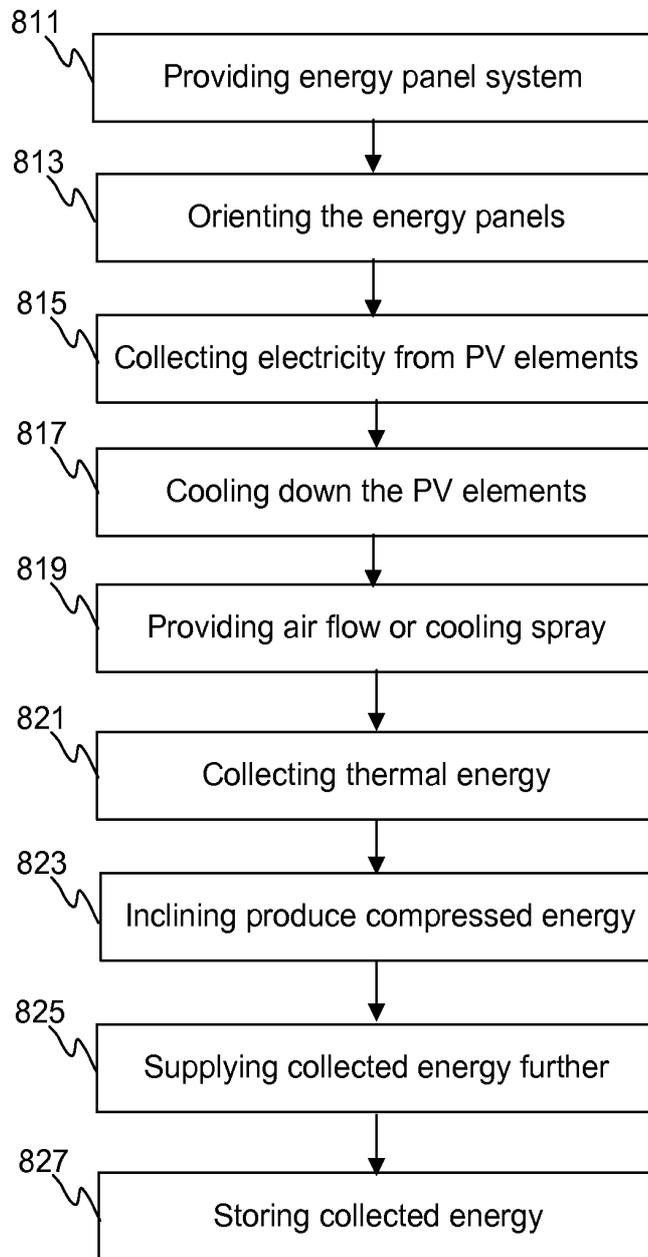 811
Providing energy panel system
813
Orienting the energy panels
815
Collecting electricity from PV elements
817
Cooling down the PV elements
819
Providing air flow or cooling spray
821
Collecting thermal energy
823
Inclining produce compressed energy
825
Supplying collected energy further
827
Storing collected energy